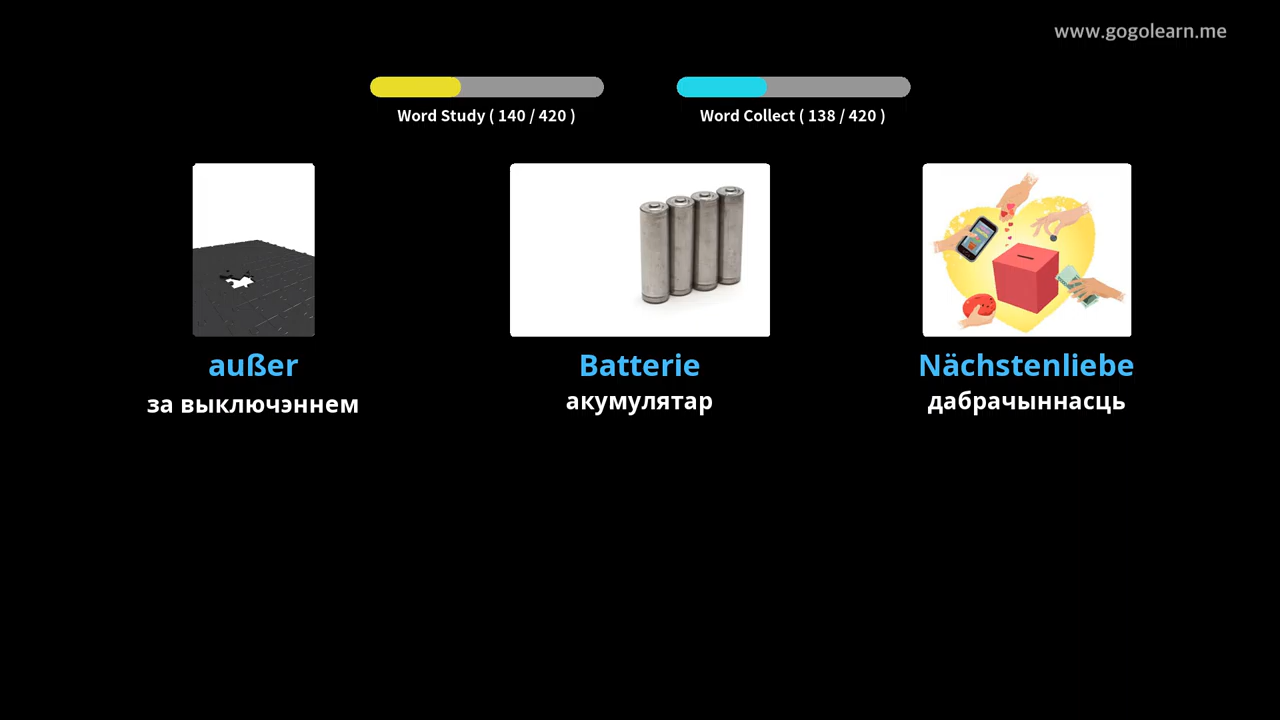 www.gogolearn.me
Word Study ( 140 / 420 )
Word Collect ( 138 / 420 )
außer
за выключэннем
Batterie
акумулятар
Nächstenliebe
дабрачыннасць